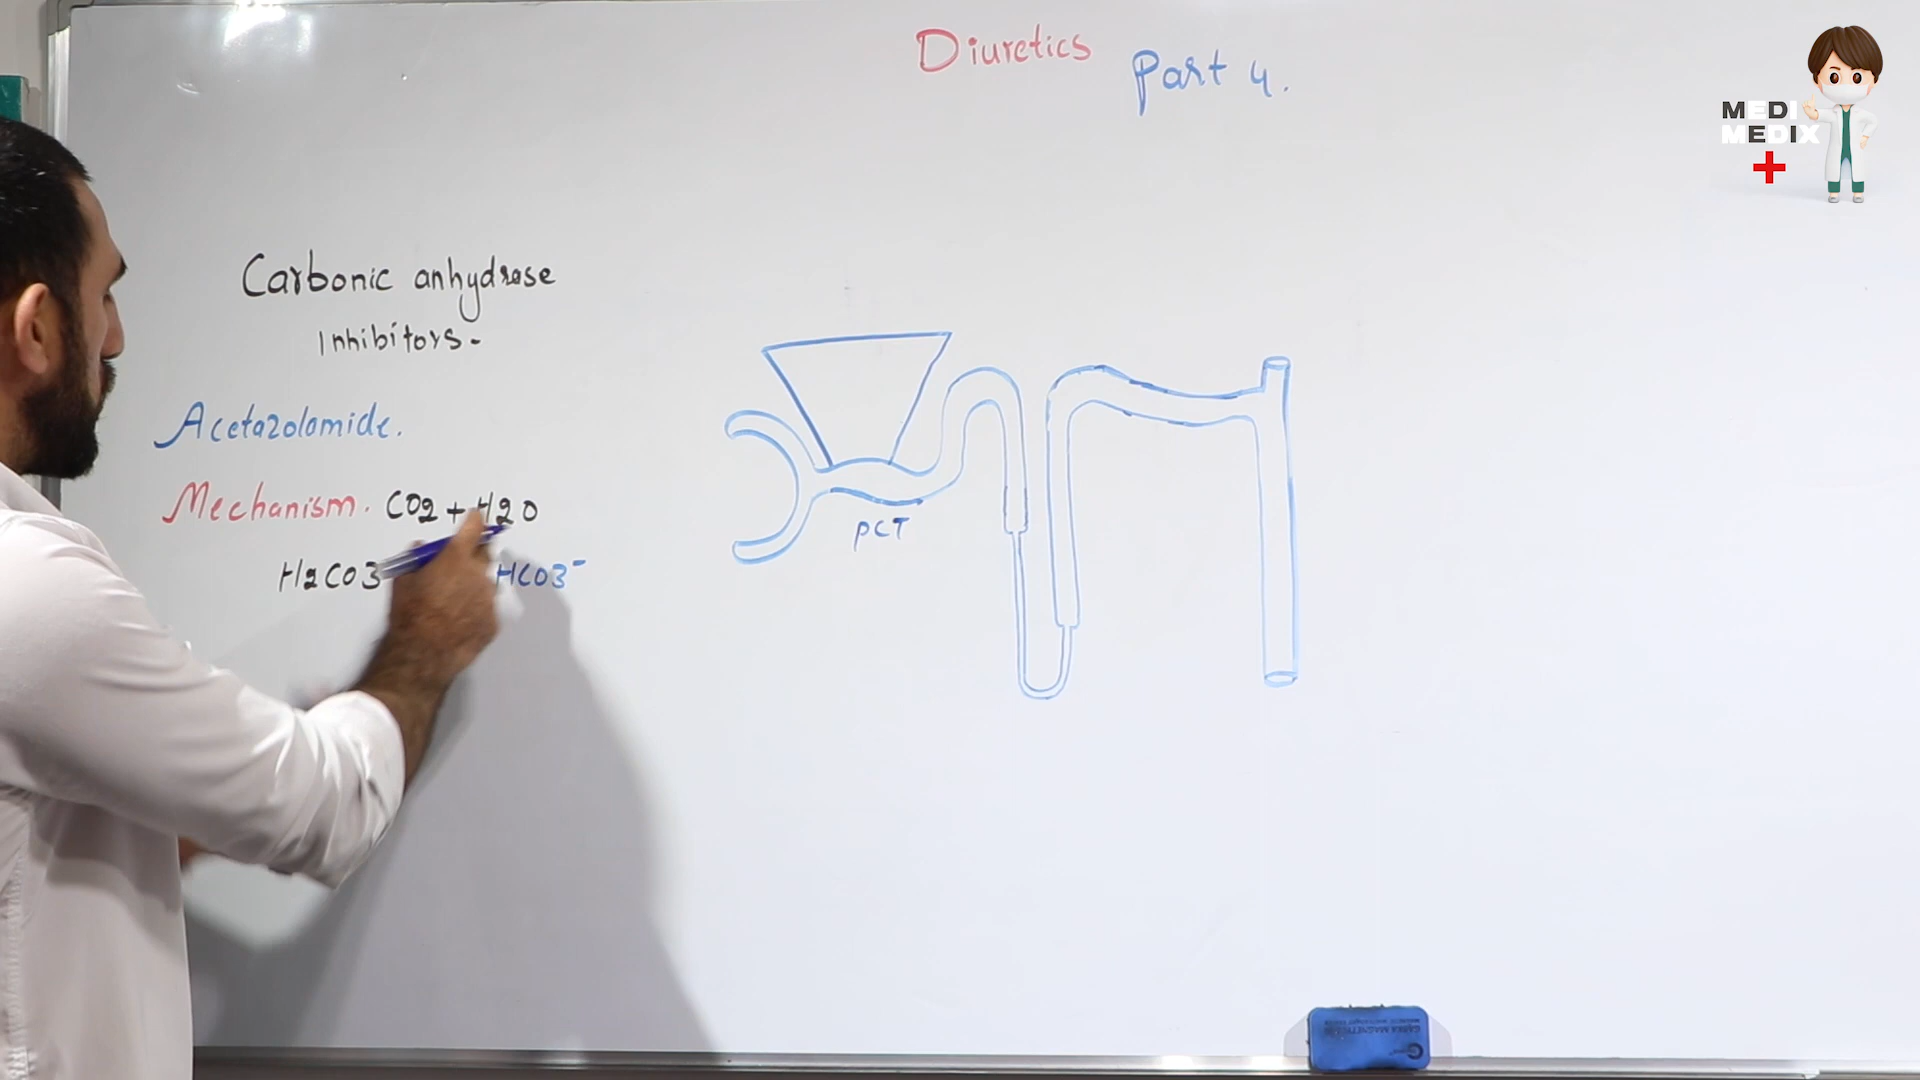 Diuretics Part 4.
MEDI
MEDIX
Carbonic anhydrase
Inhibitors-
Acetazolamide.
Mechanism. CO2 + H2O
H2CO3 HCO3-
PCT